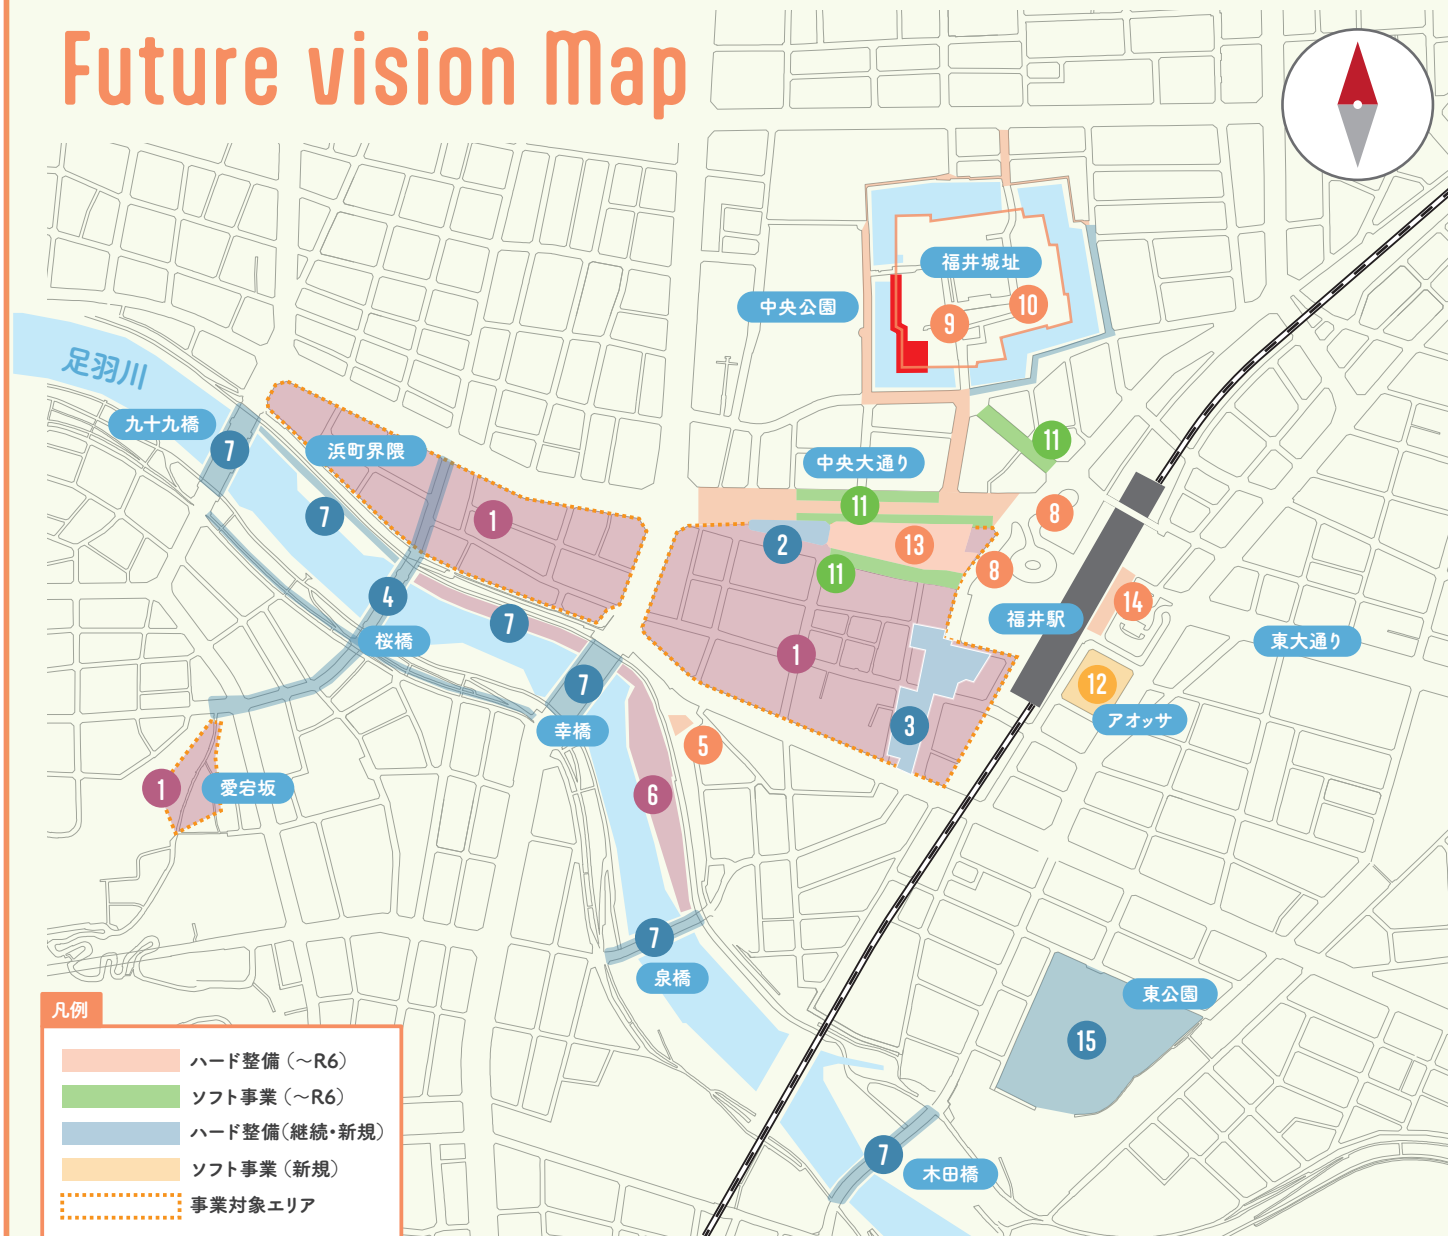 Future vision Map
福井城址
10
中央公園
9
足羽川
九十九橋
7
浜町界隈
11
中央大通り
7
1
11
8
2
13
11
8
4
14
7
福井駅
桜橋
東大通り
1
7
12
幸橋
3
アオッサ
5
1
愛宕坂
6
7
泉橋
東公園
15
7
木田橋
凡例
ハード整備（～R6）
ソフト事業（～R6）
ハード整備（継続・新規）
ソフト事業（新規）
事業対象エリア